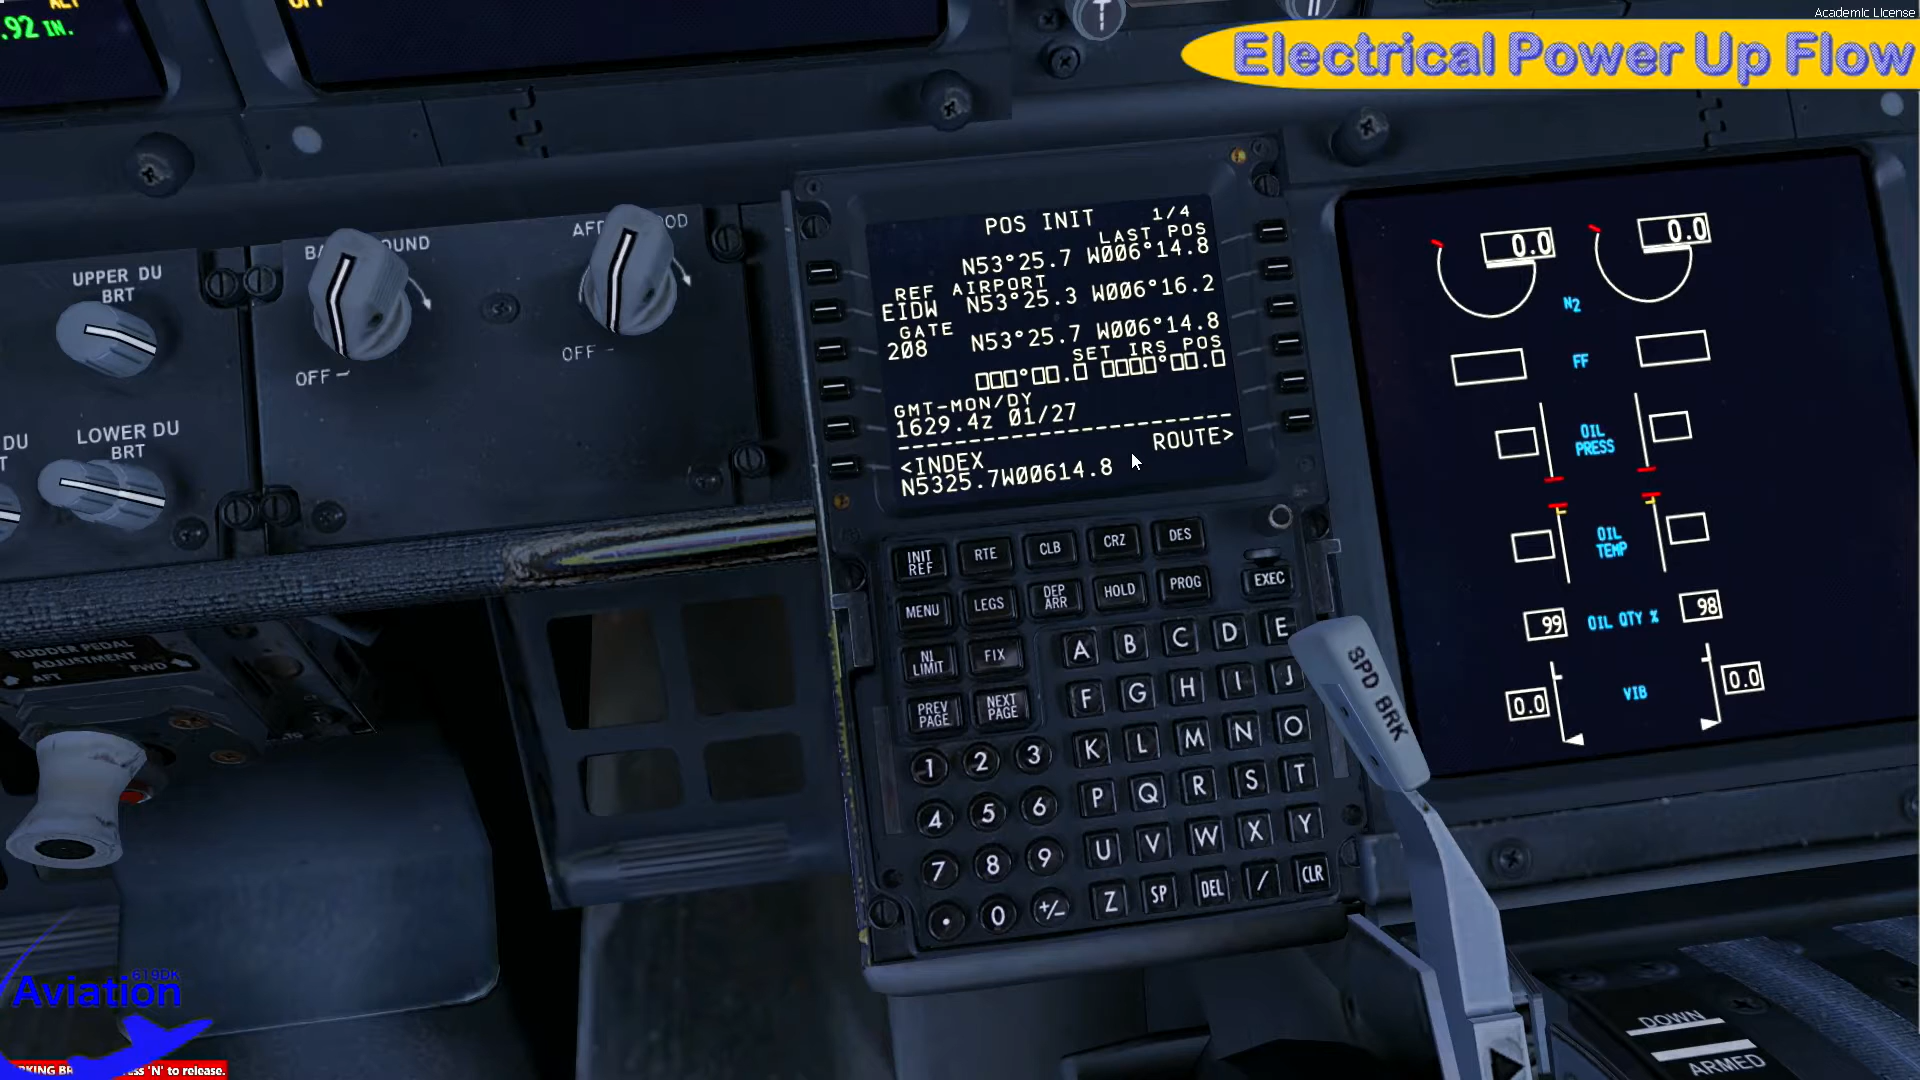 ALT
.92 IN.
OFF
Academic License
Electrical Power Up Flow
UPPER DU
BRT
LOWER DU
BRT
DU
OFF
OFF
POS INIT 1/4
LAST POS
N53°25.7 W006°14.8
REF AIRPORT
EIDW N53°25.3 W006°16.2
GATE
208 N53°25.7 W006°14.8
SET IRS POS
□□□°□□.□ □□□□°□□.□
GMT-MON/DY
1629.4z 01/27
------------------------
<INDEX ROUTE>
N5325.7W00614.8
INIT REF
RTE
CLB
CRZ
DES
MENU
LEGS
DEP ARR
HOLD
PROG
EXEC
N1 LIMIT
FIX
PREV PAGE
NEXT PAGE
A B C D E
F G H I J
K L M N O
P Q R S T
U V W X Y
Z SP DEL / CLR
1 2 3
4 5 6
7 8 9
. 0 +/-
0.0 0.0
N2
FF
OIL PRESS
OIL TEMP
99 OIL QTY % 98
0.0 VIB 0.0
SPD BRK
DOWN
ARMED
RUDDER PEDAL
ADJUSTMENT
AFT FWD
619DK
Aviation
to release.